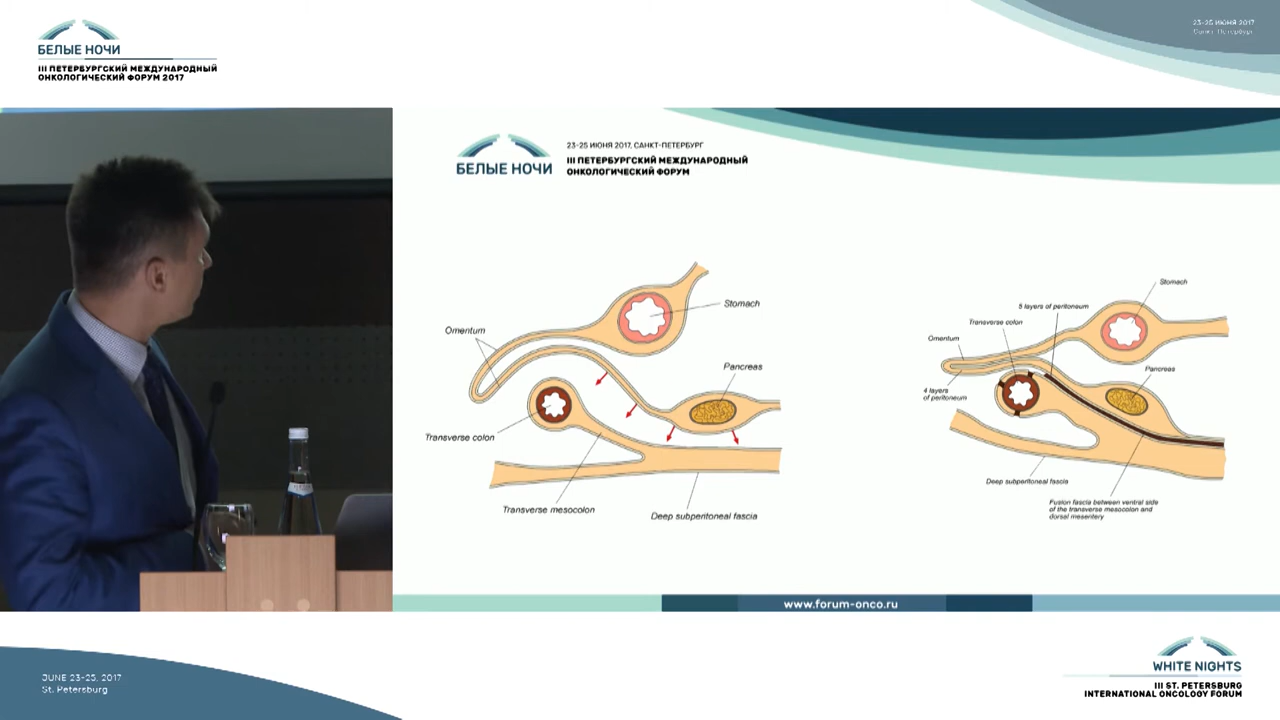 БЕЛЫЕ НОЧИ
III ПЕТЕРБУРГСКИЙ МЕЖДУНАРОДНЫЙ
ОНКОЛОГИЧЕСКИЙ ФОРУМ 2017
23-25 ИЮНЯ 2017
Санкт-Петербург
БЕЛЫЕ НОЧИ
23-25 ИЮНЯ 2017, САНКТ-ПЕТЕРБУРГ
III ПЕТЕРБУРГСКИЙ МЕЖДУНАРОДНЫЙ
ОНКОЛОГИЧЕСКИЙ ФОРУМ
Stomach
Omentum
Pancreas
Transverse colon
Transverse mesocolon
Deep subperitoneal fascia
Stomach
5 layers of peritoneum
Transverse colon
Omentum
Pancreas
4 layers
of peritoneum
Deep subperitoneal fascia
Fusion fascia between ventral side
of the transverse mesocolon and
dorsal mesentery
www.forum-onco.ru
JUNE 23-25, 2017
St. Petersburg
WHITE NIGHTS
III ST. PETERSBURG
INTERNATIONAL ONCOLOGY FORUM